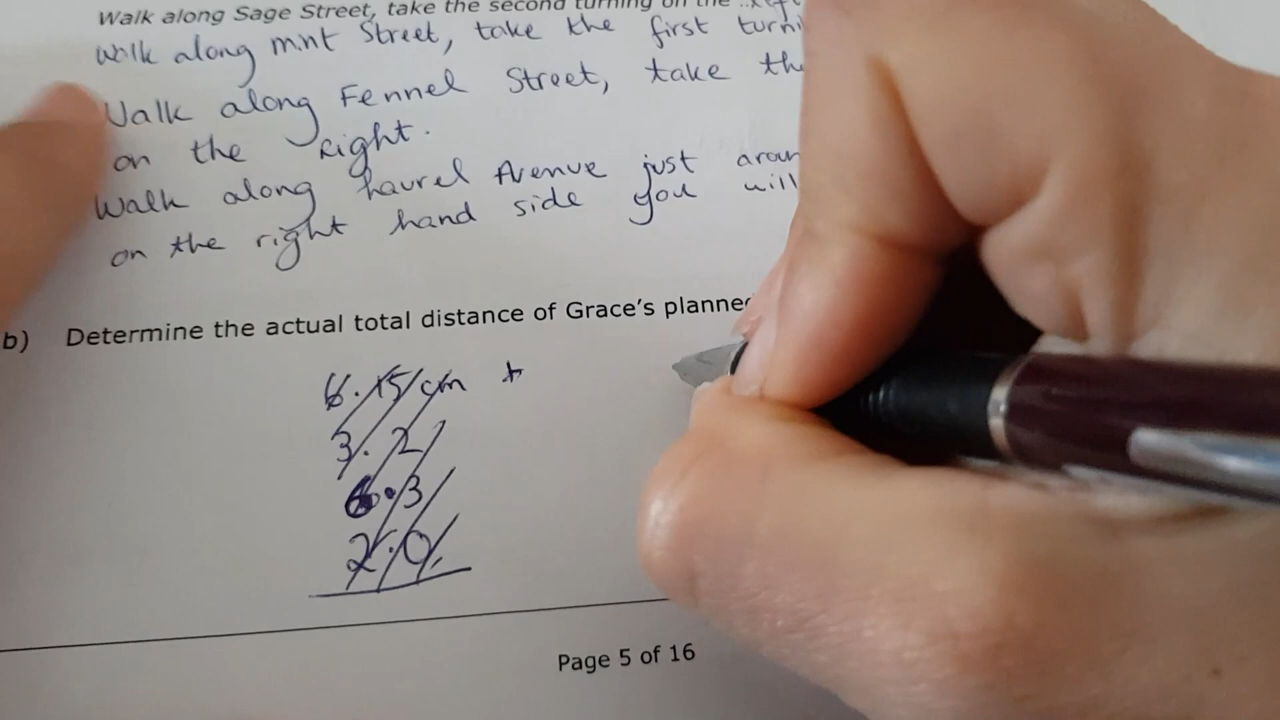 Walk along Sage Street, take the second turning on the left
Walk along mint Street, take the first turni
Walk along Fennel Street, take th
on the Right.
Walk along Laurel Avenue just aroun
on the right hand side you will
b) Determine the actual total distance of Grace's planned
6.15 cm +
3.2
6.3
2.0
Page 5 of 16